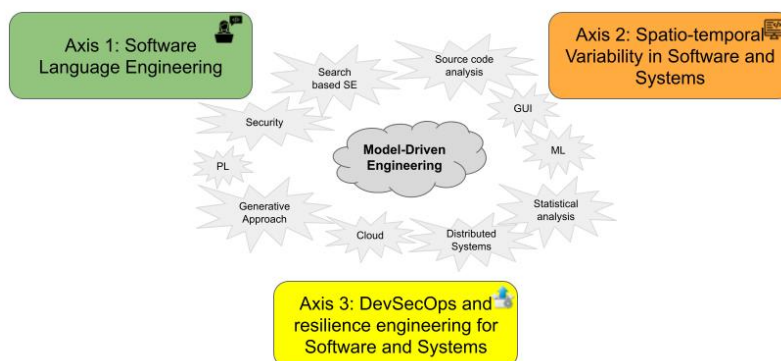 Axis 1: Software
Language Engineering
Axis 2: Spatio-temporal
Variability in Software and
Systems
Search
based SE
Source code
analysis
GUI
Security
Model-Driven
Engineering
ML
PL
Generative
Approach
Statistical
analysis
Cloud
Distributed
Systems
Axis 3: DevSecOps and
resilience engineering for
Software and Systems